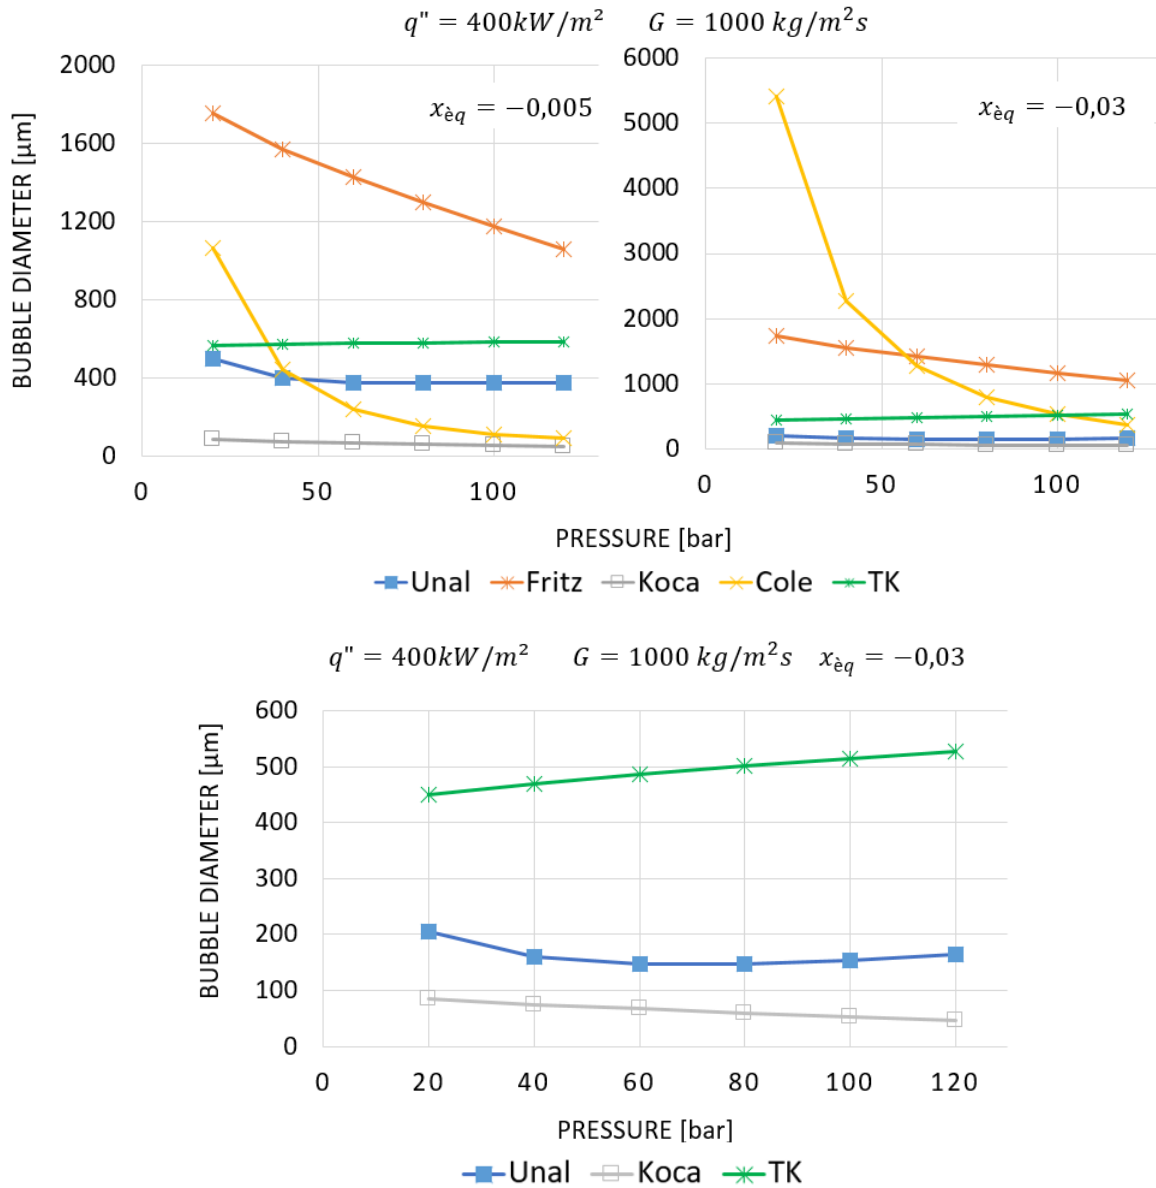 q" = 400kW/m² G = 1000 kg/m²s
BUBBLE DIAMETER [µm]
2000
1600
1200
800
400
0
0 50 100
x_èq = −0,005
6000
5000
4000
3000
2000
1000
0
0 50 100
x_èq = −0,03
PRESSURE [bar]
Unal Fritz Koca Cole TK
q" = 400kW/m² G = 1000 kg/m²s x_èq = −0,03
BUBBLE DIAMETER [µm]
600
500
400
300
200
100
0
0 20 40 60 80 100 120
PRESSURE [bar]
Unal Koca TK